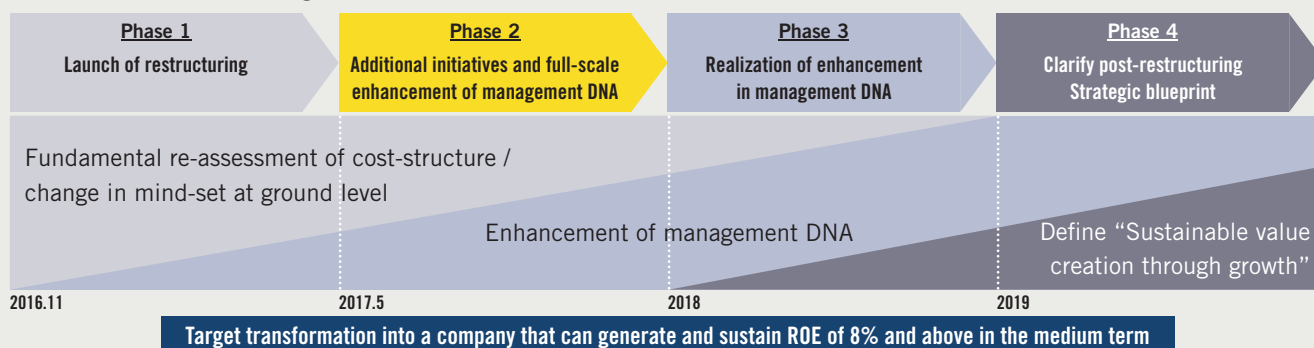 Phase 1
Launch of restructuring
Phase 2
Additional initiatives and full-scale
enhancement of management DNA
Phase 3
Realization of enhancement
in management DNA
Phase 4
Clarify post-restructuring
Strategic blueprint
Fundamental re-assessment of cost-structure /
change in mind-set at ground level
Enhancement of management DNA
Define “Sustainable value
creation through growth”
2016.11
2017.5
2018
2019
Target transformation into a company that can generate and sustain ROE of 8% and above in the medium term